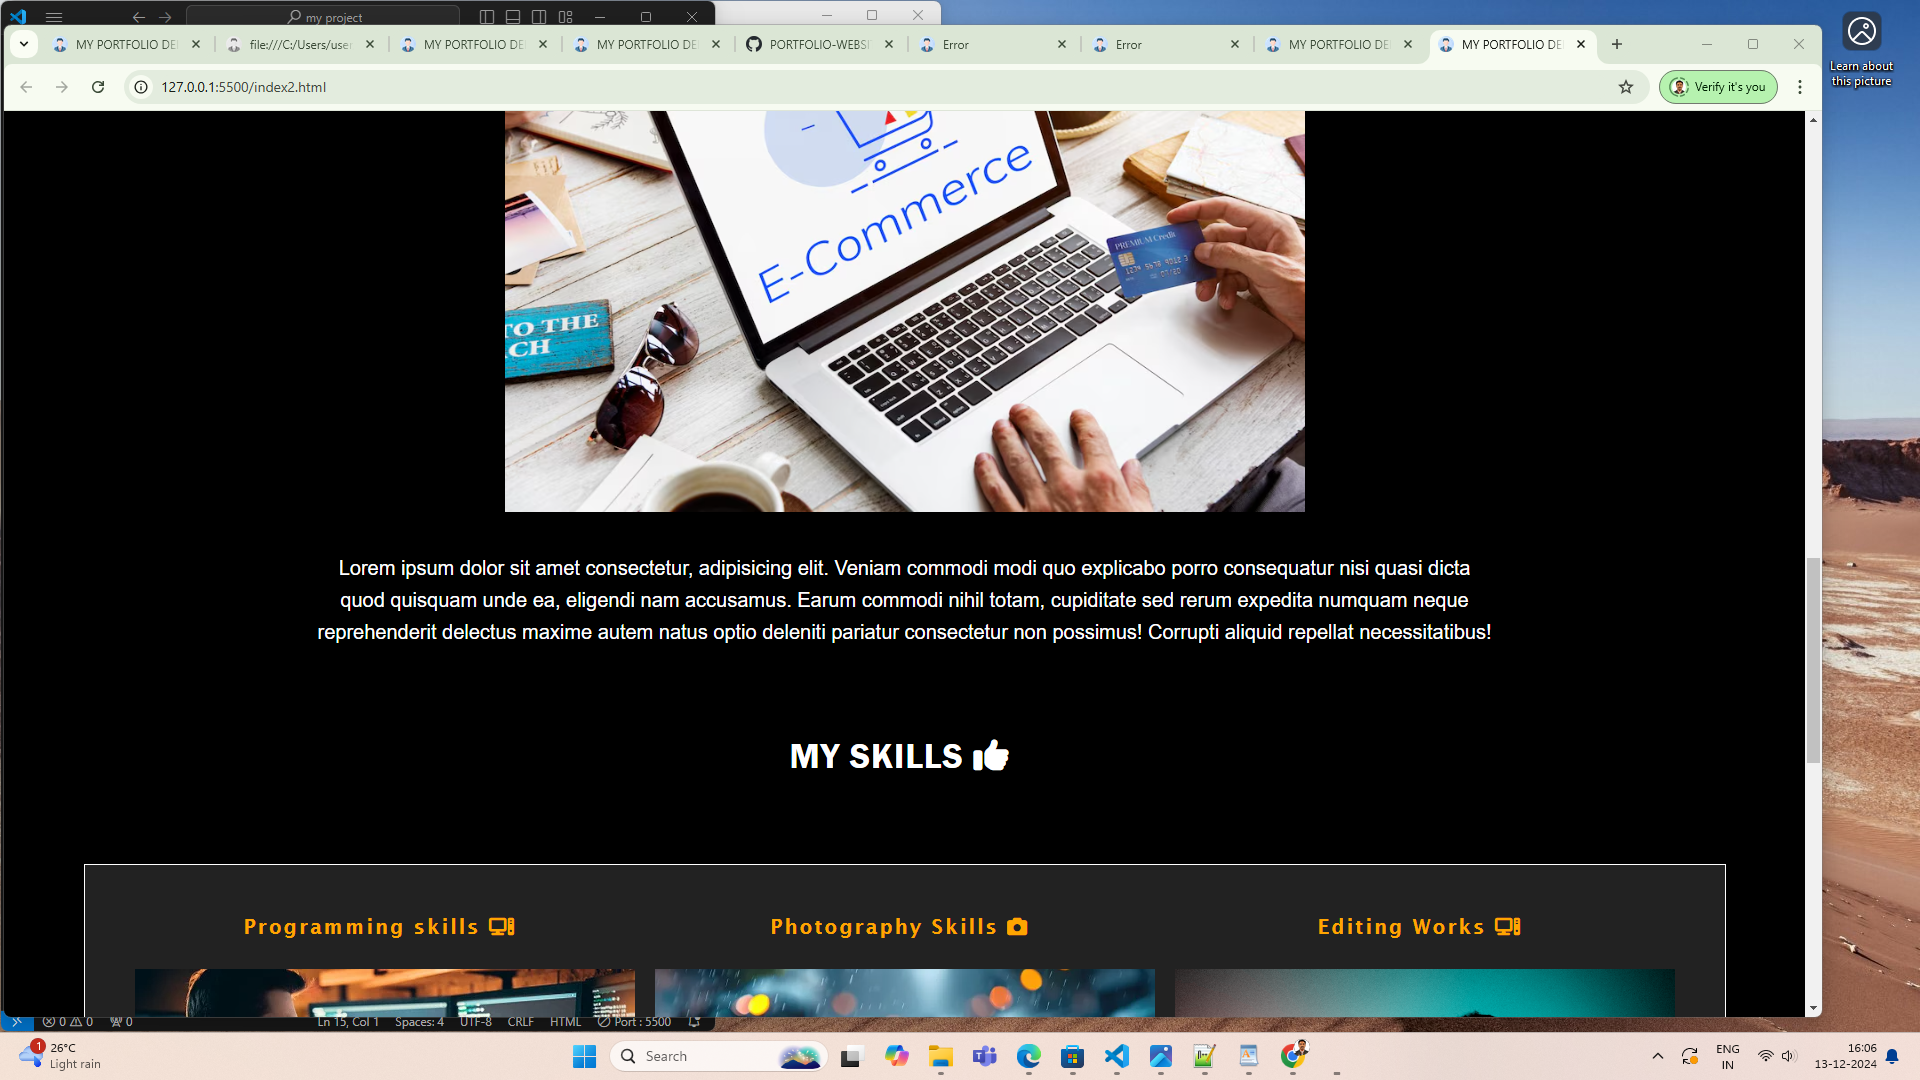 my project
MY PORTFOLIO DE
file:///C:/Users/user
MY PORTFOLIO DE
MY PORTFOLIO DE
PORTFOLIO-WEBSI
Error
Error
MY PORTFOLIO DE
MY PORTFOLIO DE
127.0.0.1:5500/index2.html
Verify it's you
Learn about
this picture
E-Commerce
PREMIUM Credit
1234 5678 9012 3
TO THE
CH
Lorem ipsum dolor sit amet consectetur, adipisicing elit. Veniam commodi modi quo explicabo porro consequatur nisi quasi dicta
quod quisquam unde ea, eligendi nam accusamus. Earum commodi nihil totam, cupiditate sed rerum expedita numquam neque
reprehenderit delectus maxime autem natus optio deleniti pariatur consectetur non possimus! Corrupti aliquid repellat necessitatibus!
MY SKILLS
Programming skills
Photography Skills
Editing Works
0 0 0
Ln 15, Col 1 Spaces: 4 UTF-8 CRLF HTML Port : 5500
1
26°C
Light rain
Search
ENG
IN
16:06
13-12-2024